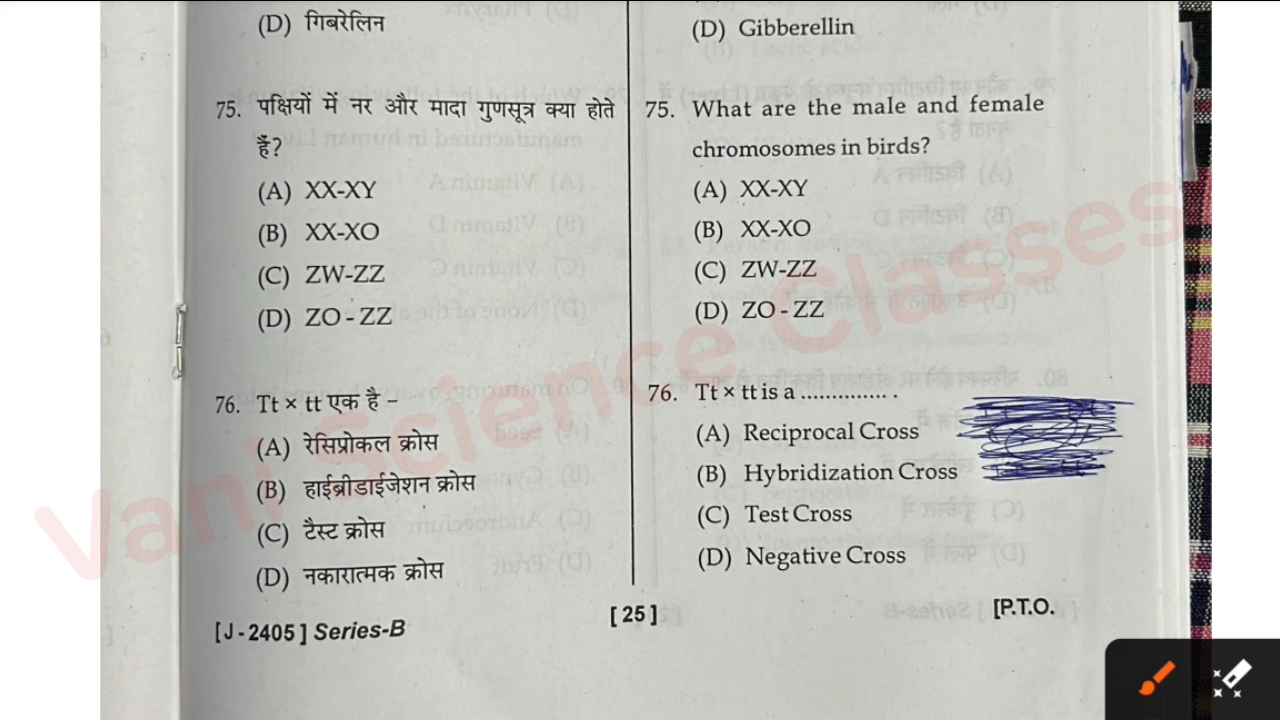 (D) गिबरेलिन
75. पक्षियों में नर और मादा गुणसूत्र क्या होते
हैं?
(A) XX-XY
(B) XX-XO
(C) ZW-ZZ
(D) ZO - ZZ
76. Tt × tt एक है –
(A) रेसिप्रोकल क्रोस
(B) हाईब्रीडाईजेशन क्रोस
(C) टैस्ट क्रोस
(D) नकारात्मक क्रोस
(D) Gibberellin
75. What are the male and female
chromosomes in birds?
(A) XX-XY
(B) XX-XO
(C) ZW-ZZ
(D) ZO - ZZ
76. Tt × tt is a ............... .
(A) Reciprocal Cross
(B) Hybridization Cross
(C) Test Cross
(D) Negative Cross
[J-2405] Series-B
[25]
[P.T.O.
Vani Science Classes